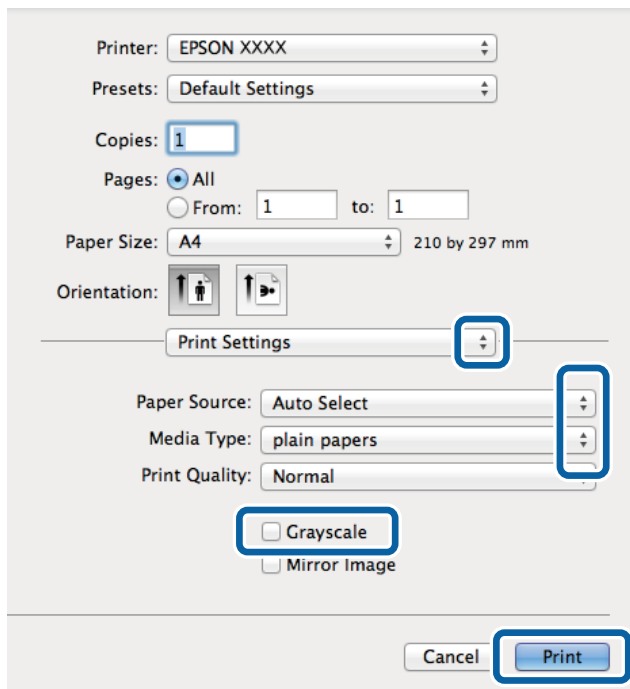 Printer: EPSON XXXX
Presets: Default Settings
Copies: 1
Pages: All
From: 1 to: 1
Paper Size: A4 210 by 297 mm
Orientation:
Print Settings
Paper Source: Auto Select
Media Type: plain papers
Print Quality: Normal
Grayscale
Mirror Image
Cancel Print